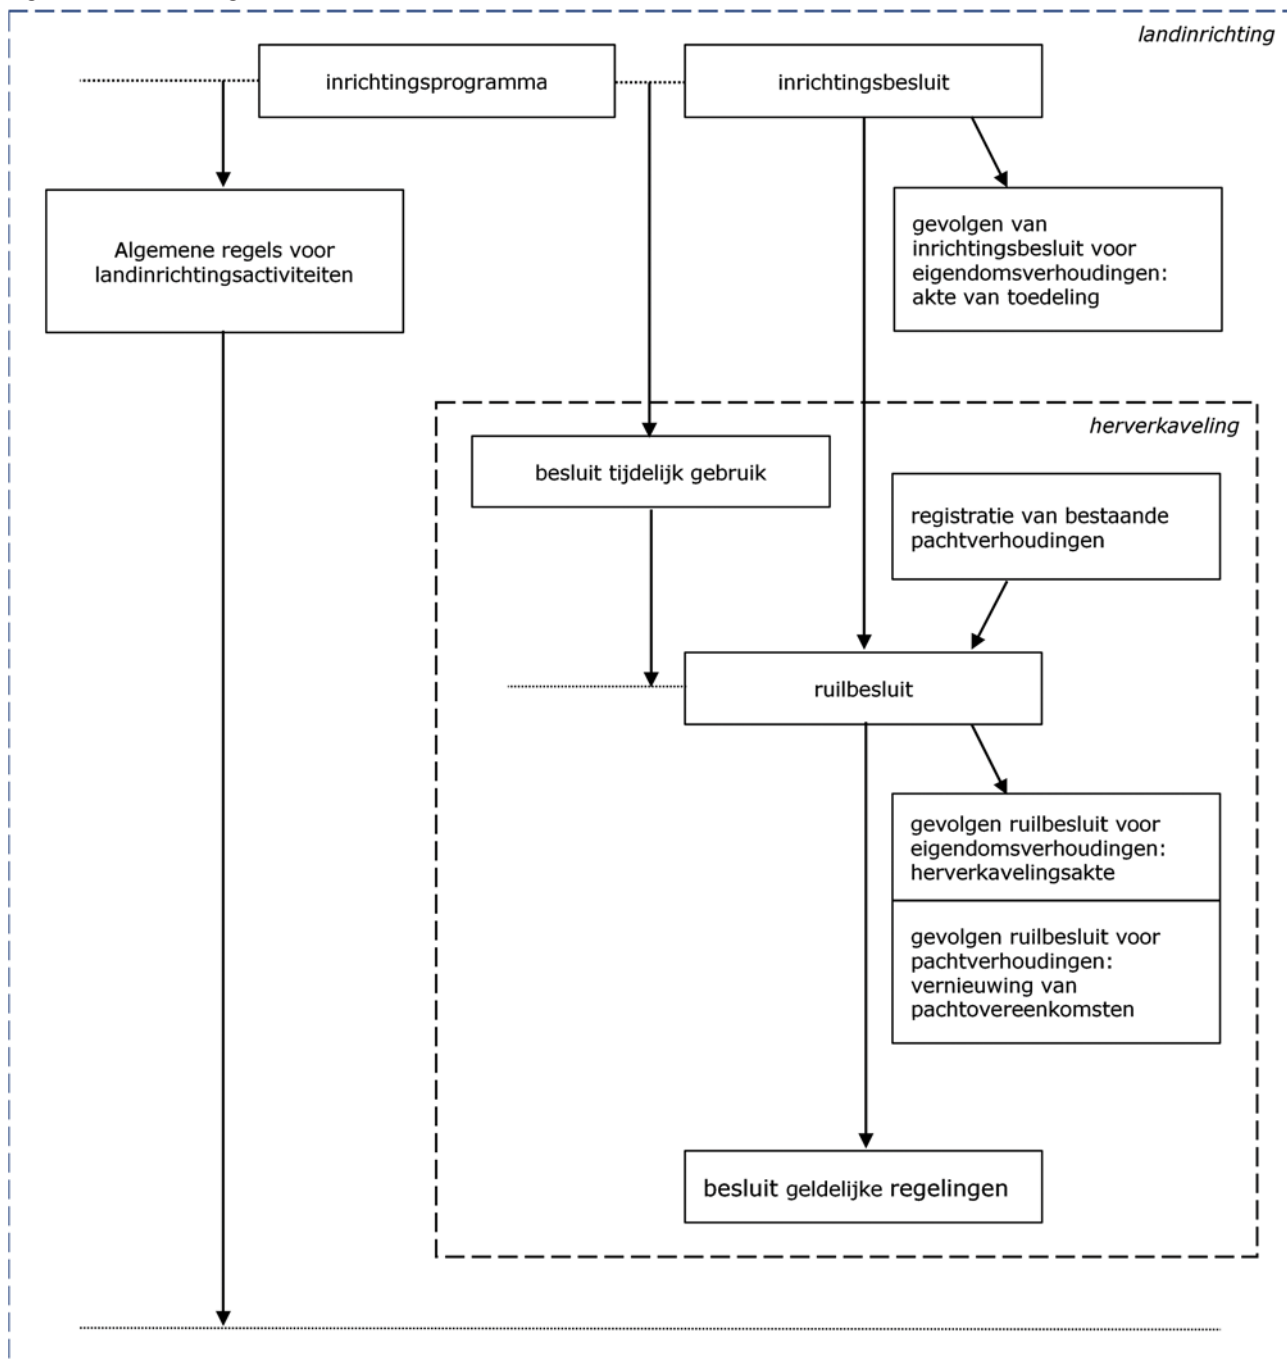 landinrichting
inrichtingsprogramma
inrichtingsbesluit
Algemene regels voor
landinrichtingsactiviteiten
gevolgen van
inrichtingsbesluit voor
eigendomsverhoudingen:
akte van toedeling
herverkaveling
besluit tijdelijk gebruik
registratie van bestaande
pachtverhoudingen
ruilbesluit
gevolgen ruilbesluit voor
eigendomsverhoudingen:
herverkavelingsakte
gevolgen ruilbesluit voor
pachtverhoudingen:
vernieuwing van
pachtovereenkomsten
besluit geldelijke regelingen